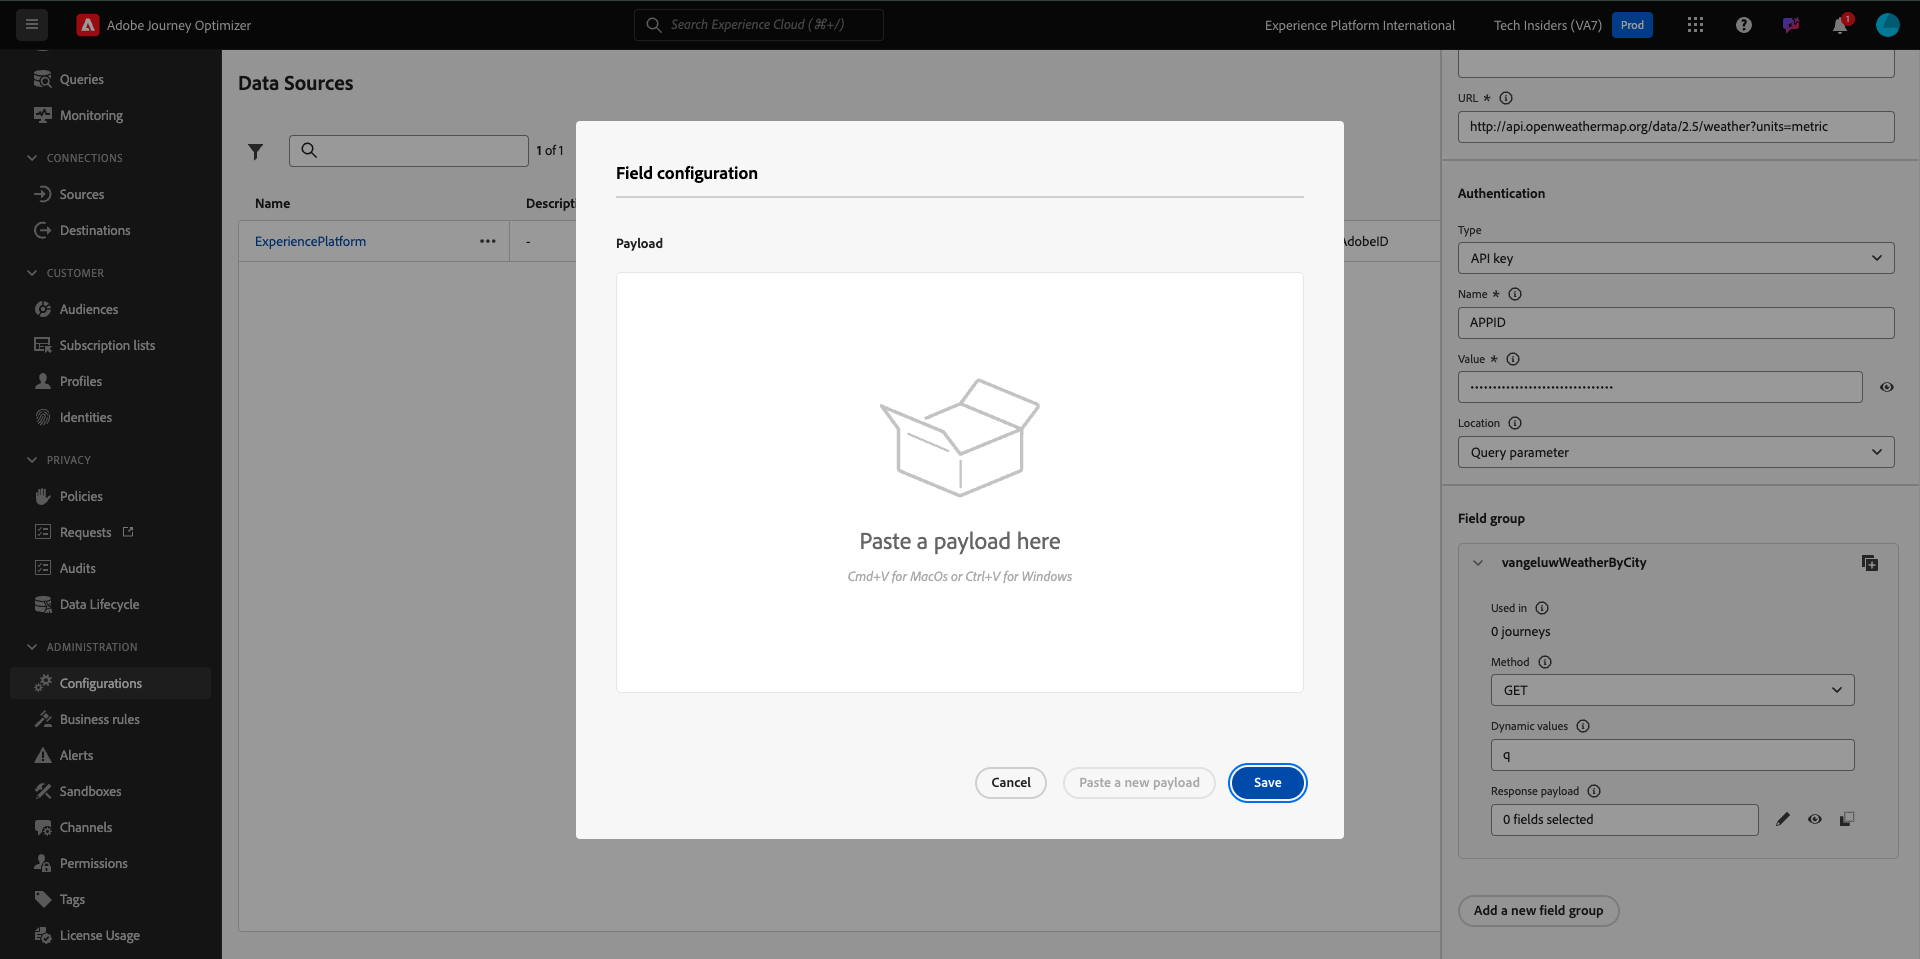 Adobe Journey Optimizer
Search Experience Cloud (⌘+/)
Experience Platform International
Tech Insiders (VA7)
Prod
1
Queries
Monitoring
CONNECTIONS
Sources
Destinations
CUSTOMER
Audiences
Subscription lists
Profiles
Identities
PRIVACY
Policies
Requests
Audits
Data Lifecycle
ADMINISTRATION
Configurations
Business rules
Alerts
Sandboxes
Channels
Permissions
Tags
License Usage
Data Sources
1 of 1
Name
ExperiencePlatform
-
Field configuration
Payload
Paste a payload here
Cmd+V for MacOs or Ctrl+V for Windows
Cancel
Paste a new payload
Save
URL *
http://api.openweathermap.org/data/2.5/weather?units=metric
Authentication
Type
API key
Name *
APPID
Value *
Location
Query parameter
Field group
vangeluwWeatherByCity
Used in
0 journeys
Method
GET
Dynamic values
q
Response payload
0 fields selected
Add a new field group